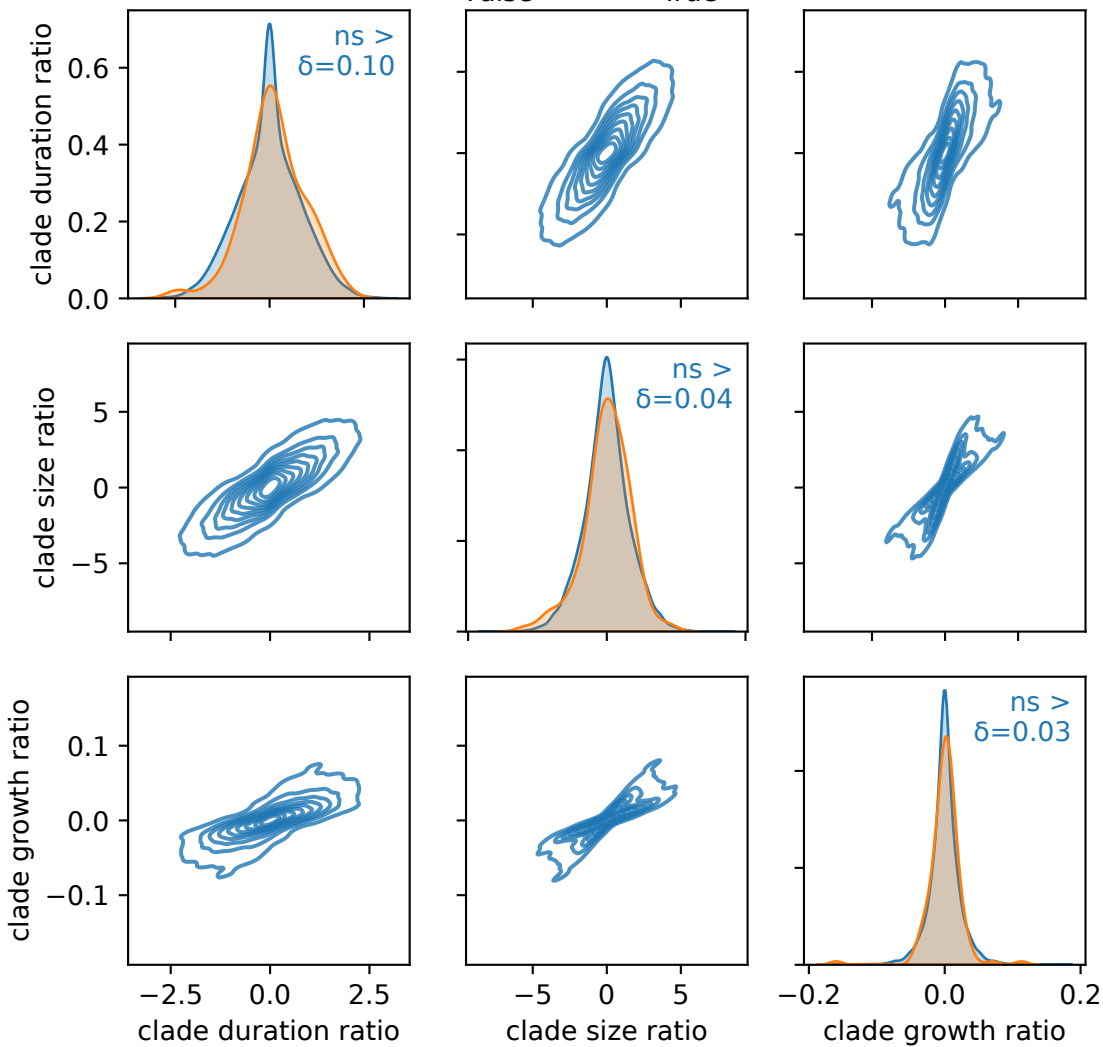 clade duration ratio
0.6
0.4
0.2
0.0
ns >
δ=0.10
clade size ratio
5
0
−5
ns >
δ=0.04
clade growth ratio
0.1
0.0
−0.1
ns >
δ=0.03
−2.5 0.0 2.5
−5 0 5
−0.2 0.0 0.2
clade duration ratio
clade size ratio
clade growth ratio